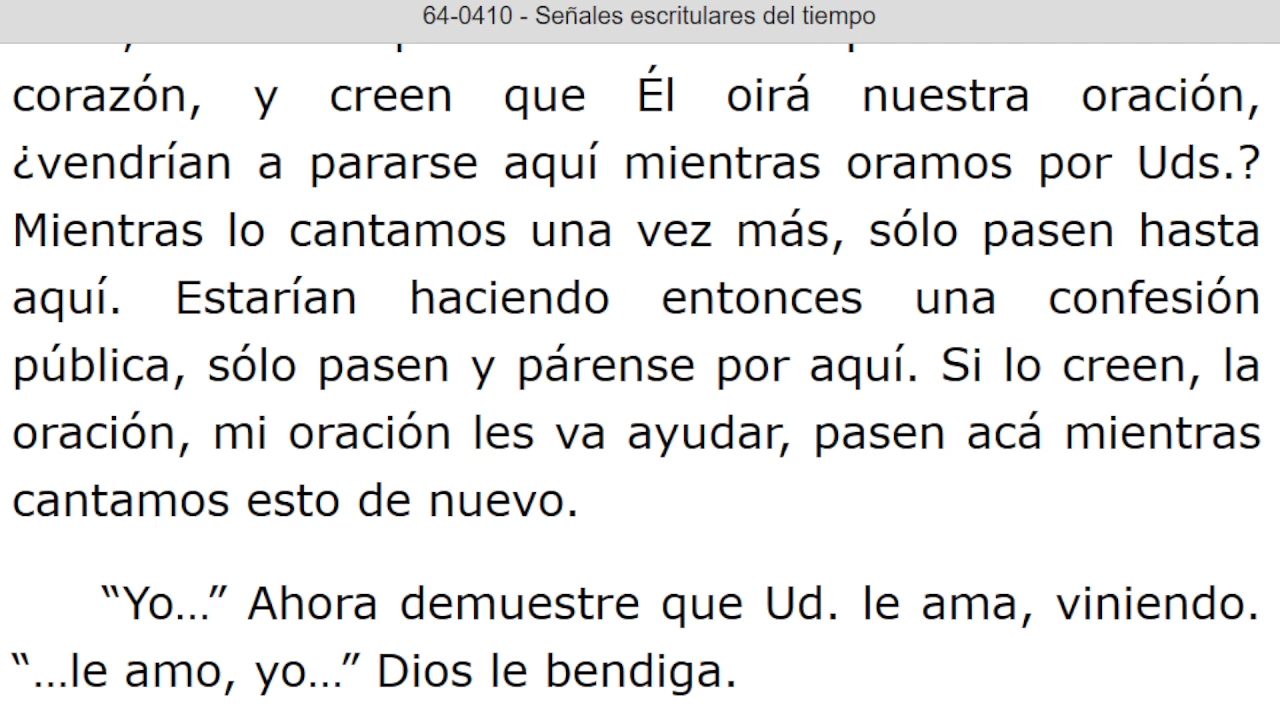 64-0410 - Señales escritulares del tiempo
corazón, y creen que Él oirá nuestra oración,
¿vendrían a pararse aquí mientras oramos por Uds.?
Mientras lo cantamos una vez más, sólo pasen hasta
aquí. Estarían haciendo entonces una confesión
pública, sólo pasen y párense por aquí. Si lo creen, la
oración, mi oración les va ayudar, pasen acá mientras
cantamos esto de nuevo.
“Yo…” Ahora demuestre que Ud. le ama, viniendo.
“…le amo, yo…” Dios le bendiga.